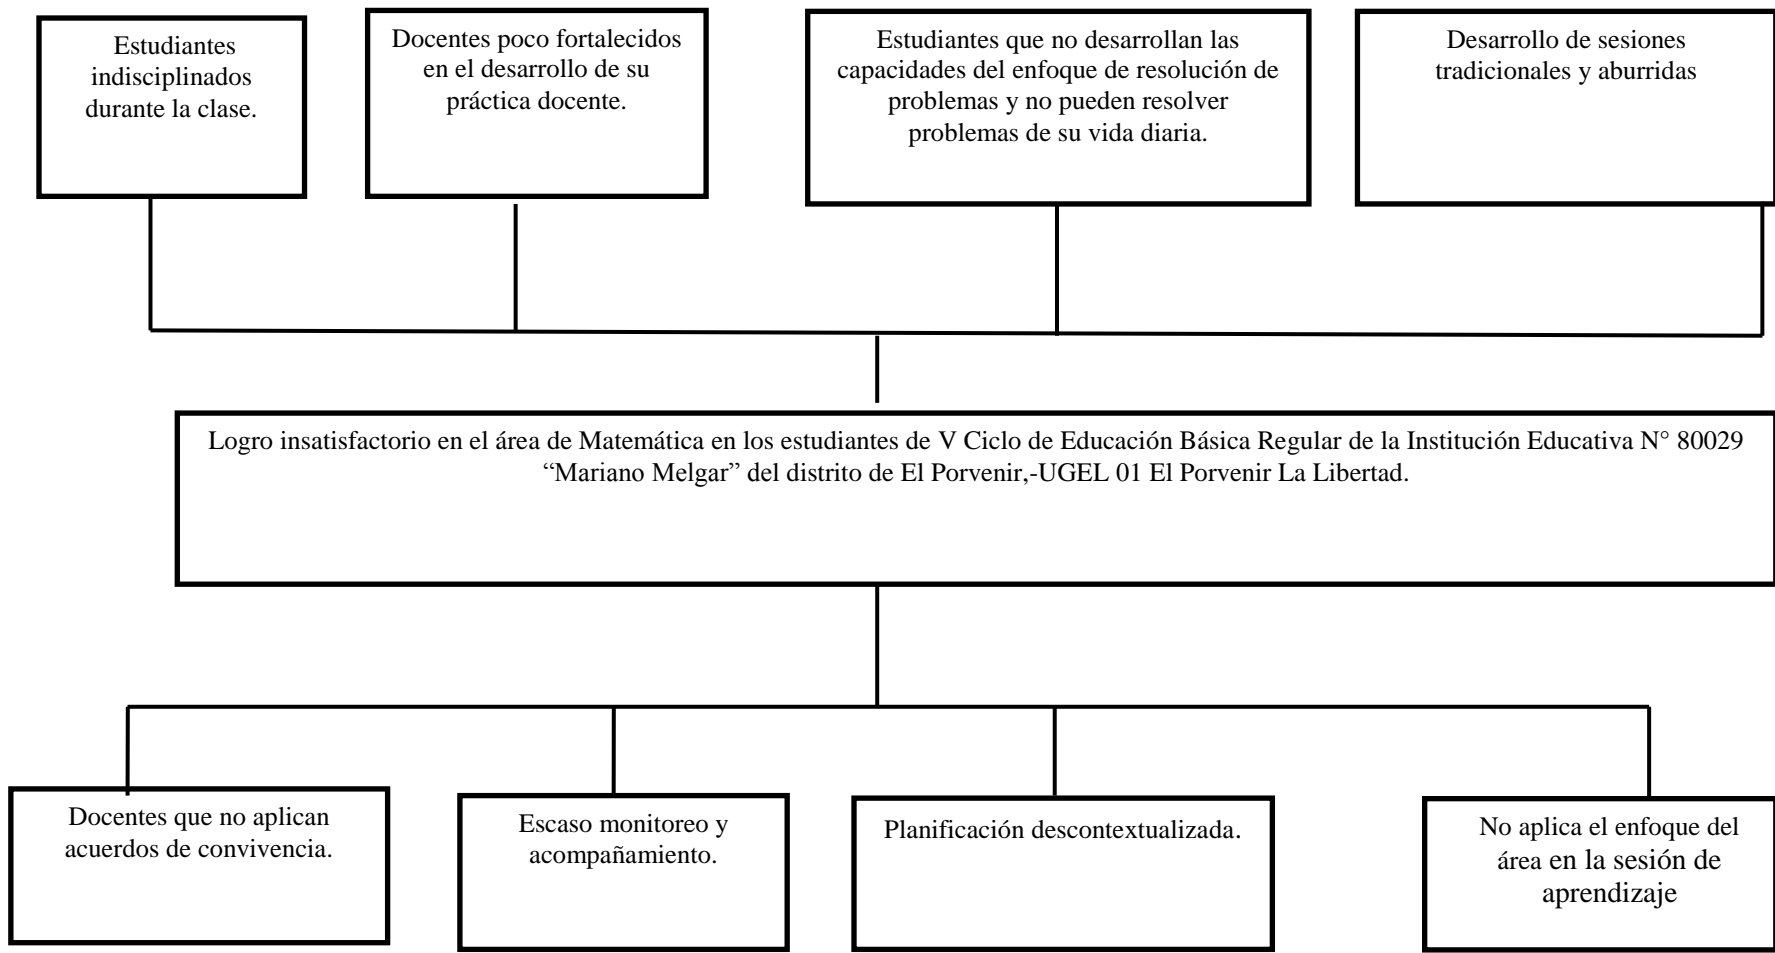 Estudiantes
indisciplinados
durante la clase.
Docentes poco fortalecidos
en el desarrollo de su
práctica docente.
Estudiantes que no desarrollan las
capacidades del enfoque de resolución de
problemas y no pueden resolver
problemas de su vida diaria.
Desarrollo de sesiones
tradicionales y aburridas
Logro insatisfactorio en el área de Matemática en los estudiantes de V Ciclo de Educación Básica Regular de la Institución Educativa N° 80029
“Mariano Melgar” del distrito de El Porvenir,-UGEL 01 El Porvenir La Libertad.
Docentes que no aplican
acuerdos de convivencia.
Escaso monitoreo y
acompañamiento.
Planificación descontextualizada.
No aplica el enfoque del
área en la sesión de
aprendizaje